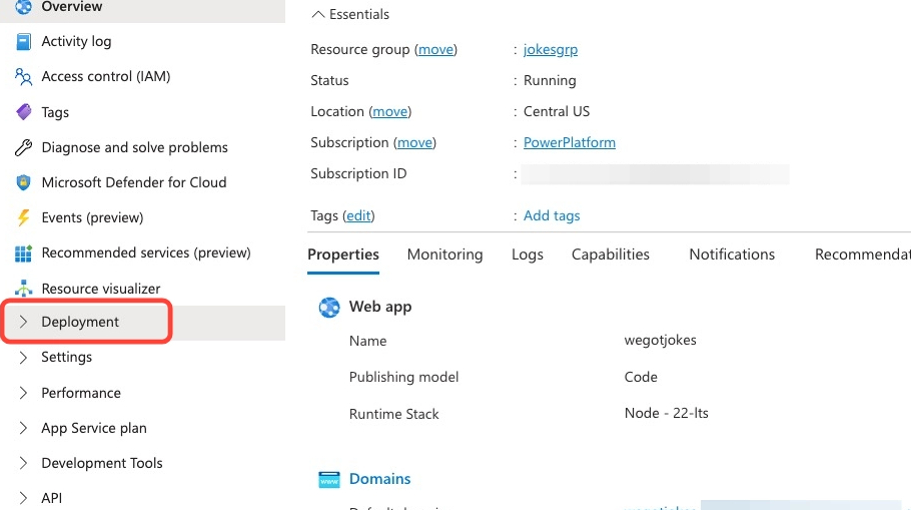 Overview
Activity log
Access control (IAM)
Tags
Diagnose and solve problems
Microsoft Defender for Cloud
Events (preview)
Recommended services (preview)
Resource visualizer
Deployment
Settings
Performance
App Service plan
Development Tools
API
Essentials
Resource group (move) : jokesgrp
Status : Running
Location (move) : Central US
Subscription (move) : PowerPlatform
Subscription ID :
Tags (edit) : Add tags
Properties Monitoring Logs Capabilities Notifications Recommendat
Web app
Name wegotjokes
Publishing model Code
Runtime Stack Node - 22-lts
Domains